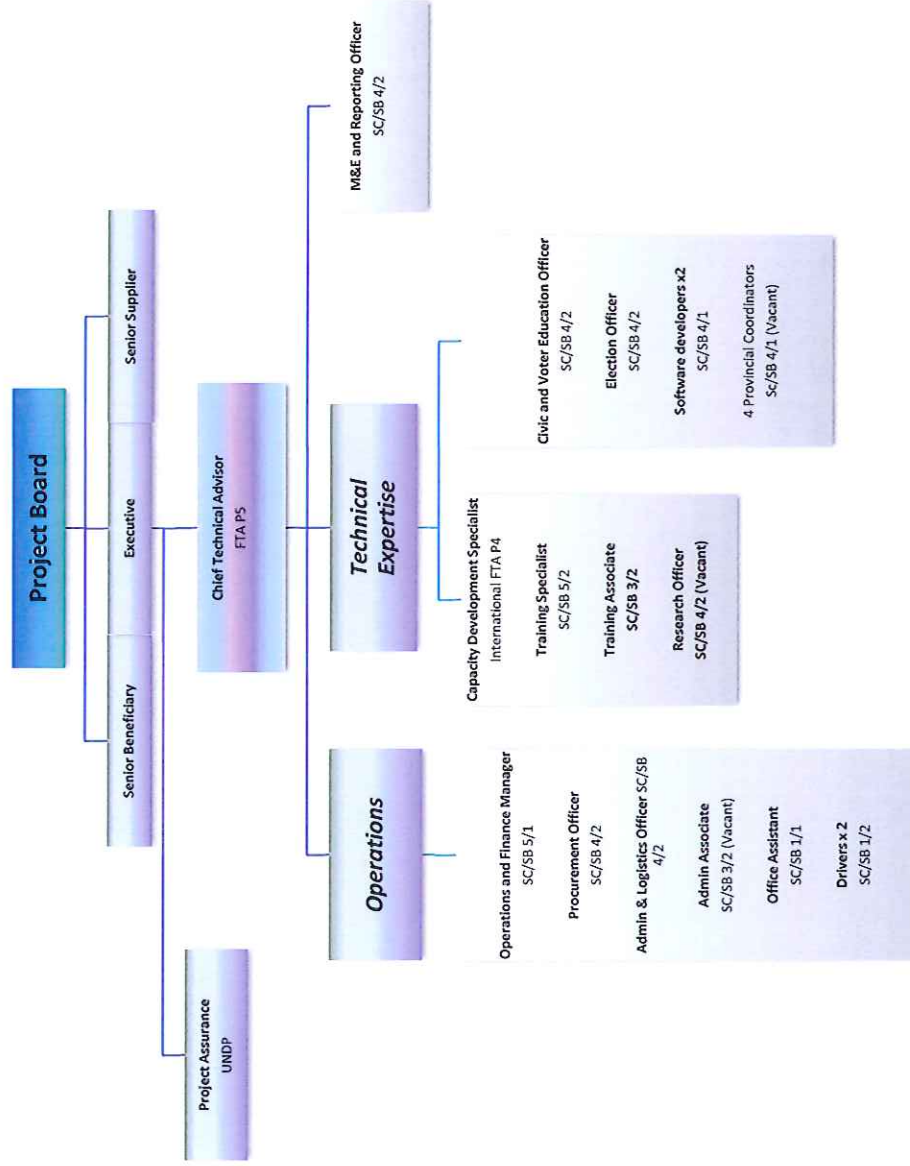 Project Board
Senior Beneficiary
Executive
Senior Supplier
Project Assurance
UNDP
Chief Technical Advisor
FTA P5
Operations
Technical
Expertise
M&E and Reporting Officer
SC/SB 4/2
Operations and Finance Manager
SC/SB 5/1
Procurement Officer
SC/SB 4/2
Admin & Logistics Officer SC/SB
4/2
Admin Associate
SC/SB 3/2 (Vacant)
Office Assistant
SC/SB 1/1
Drivers x 2
SC/SB 1/2
Capacity Development Specialist
International FTA P4
Training Specialist
SC/SB 5/2
Training Associate
SC/SB 3/2
Research Officer
SC/SB 4/2 (Vacant)
Civic and Voter Education Officer
SC/SB 4/2
Election Officer
SC/SB 4/2
Software developers x2
SC/SB 4/1
4 Provincial Coordinators
Sc/SB 4/1 (Vacant)